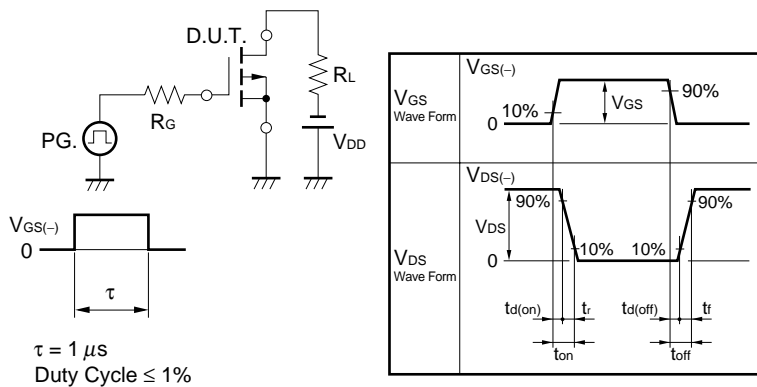 D.U.T.
RL
RG
PG.
VDD
VGS(−)
0
τ
τ = 1 μs
Duty Cycle ≤ 1%
VGS
Wave Form
VGS(−)
10%
0
VGS
90%
VDS
Wave Form
VDS(−)
90%
VDS
0
10%
10%
90%
td(on)
tr
td(off)
tf
ton
toff